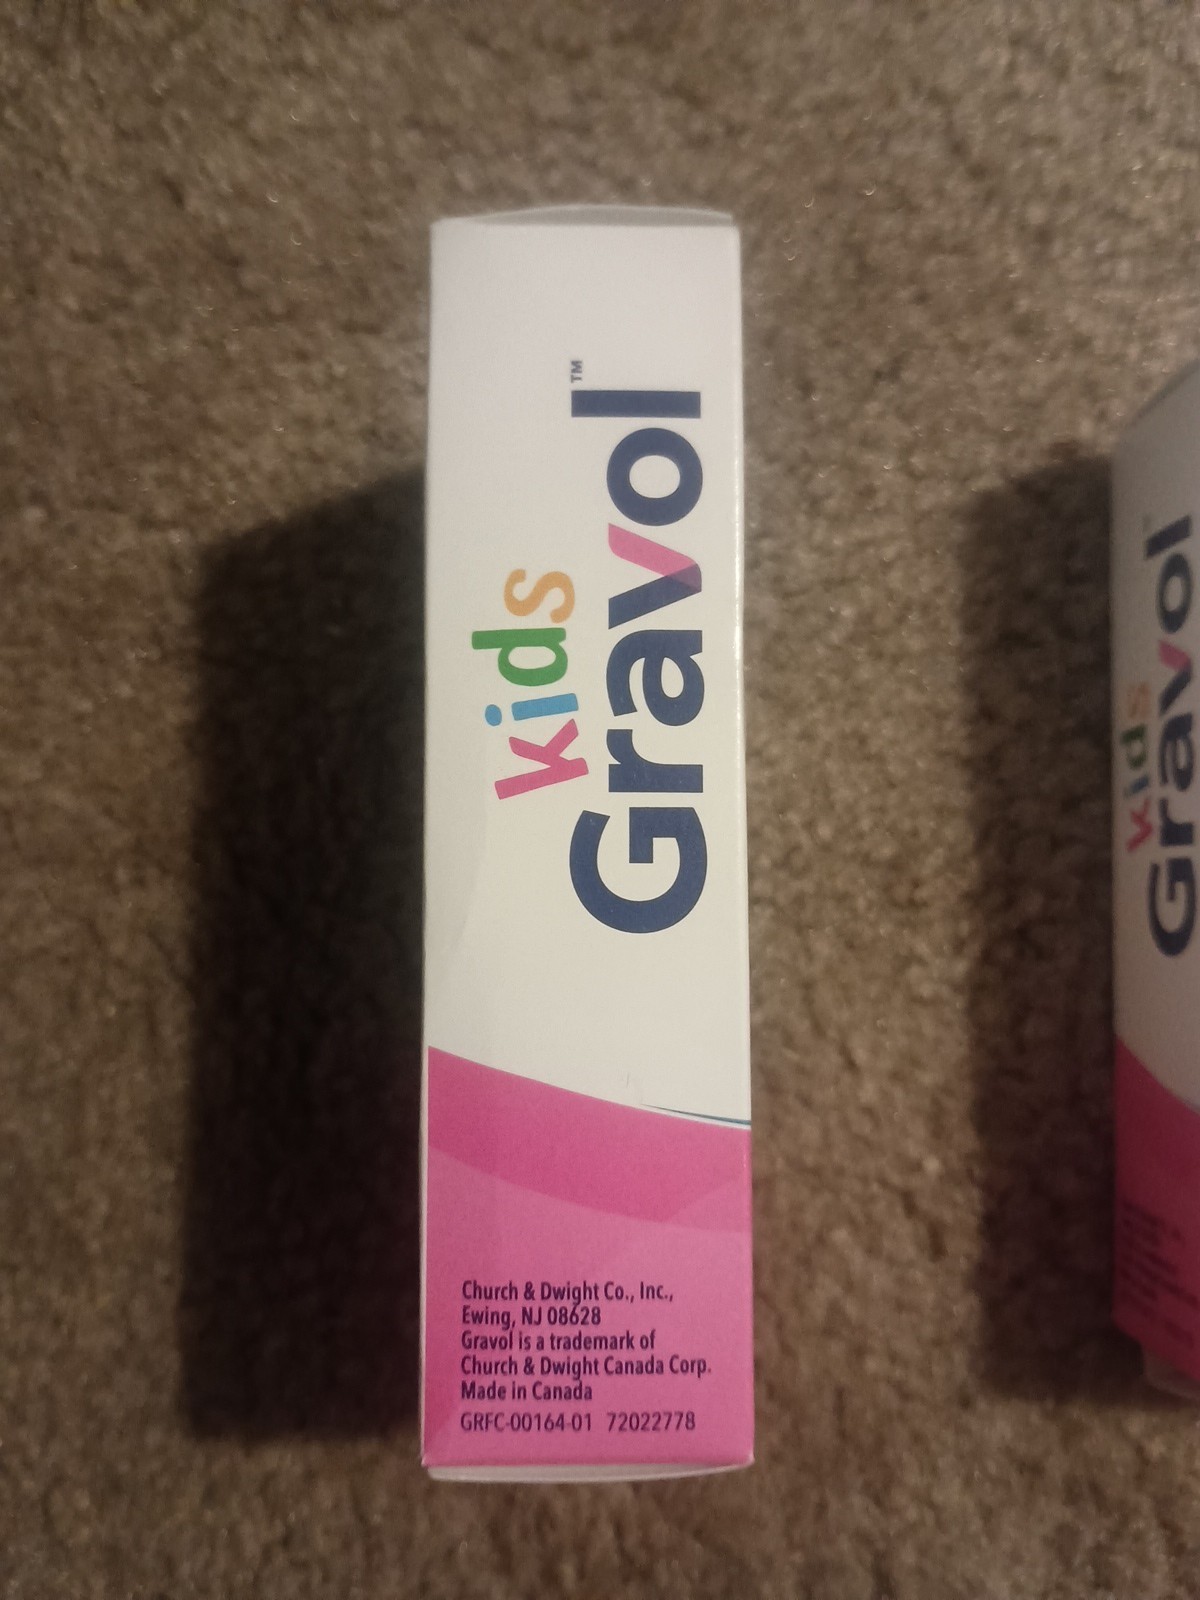 kids
Gravol™
Church & Dwight Co., Inc.,
Ewing, NJ 08628
Gravol is a trademark of
Church & Dwight Canada Corp.
Made in Canada
GRFC-00164-01 72022778
kids
Gravol